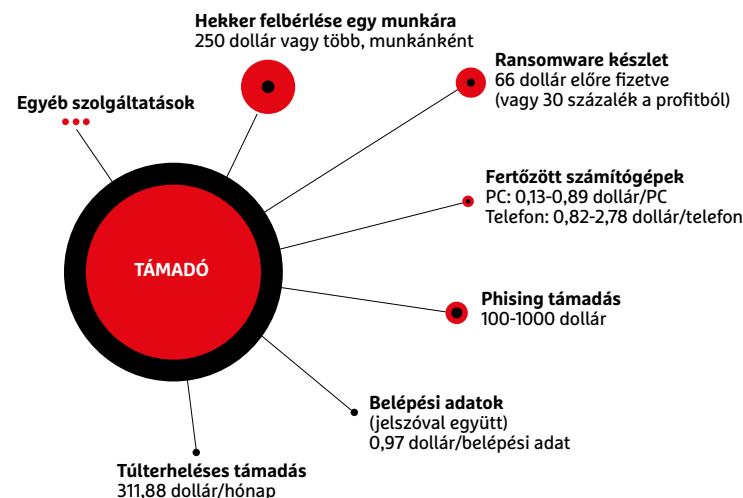 Hekker felbérlése egy munkára
250 dollár vagy több, munkánként
Ransomware készlet
66 dollár előre fizetve
(vagy 30 százalék a profitból)
Egyéb szolgáltatások
Fertőzött számítógépek
PC: 0,13-0,89 dollár/PC
Telefon: 0,82-2,78 dollár/telefon
TÁMADÓ
Phising támadás
100-1000 dollár
Belépési adatok
(jelszóval együtt)
0,97 dollár/belépési adat
Túlterheléses támadás
311,88 dollár/hónap